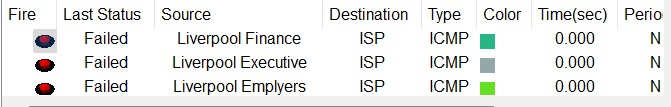 Fire Last Status Source Destination Type Color Time(sec) Perio
Failed Liverpool Finance ISP ICMP 0.000 N
Failed Liverpool Executive ISP ICMP 0.000 N
Failed Liverpool Emplyers ISP ICMP 0.000 N